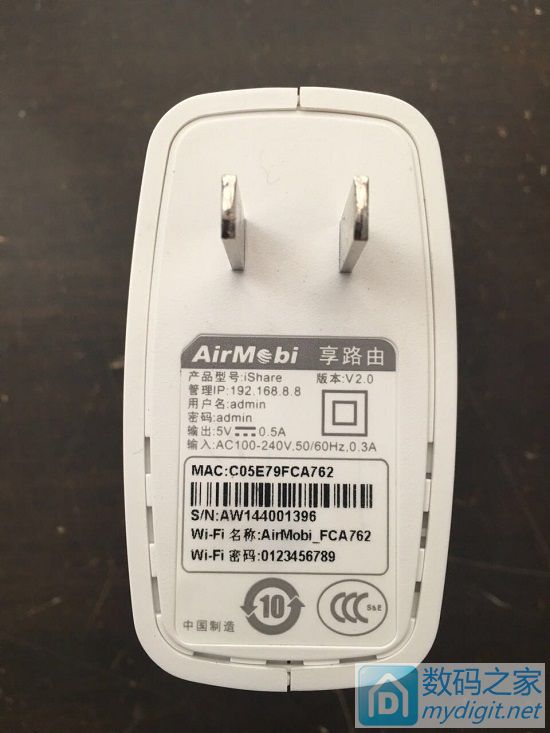 AirMobi 享路由
产品型号:iShare 版本:V2.0
管理IP:192.168.8.8
用户名:admin
密码:admin
输出:5V⎓0.5A
输入:AC100-240V.50/60Hz,0.3A
MAC:C05E79FCA762
S/N:AW144001396
Wi-Fi 名称:AirMobi_FCA762
Wi-Fi 密码:0123456789
10
CCC S&E
中国制造
数码之家
mydigit.net